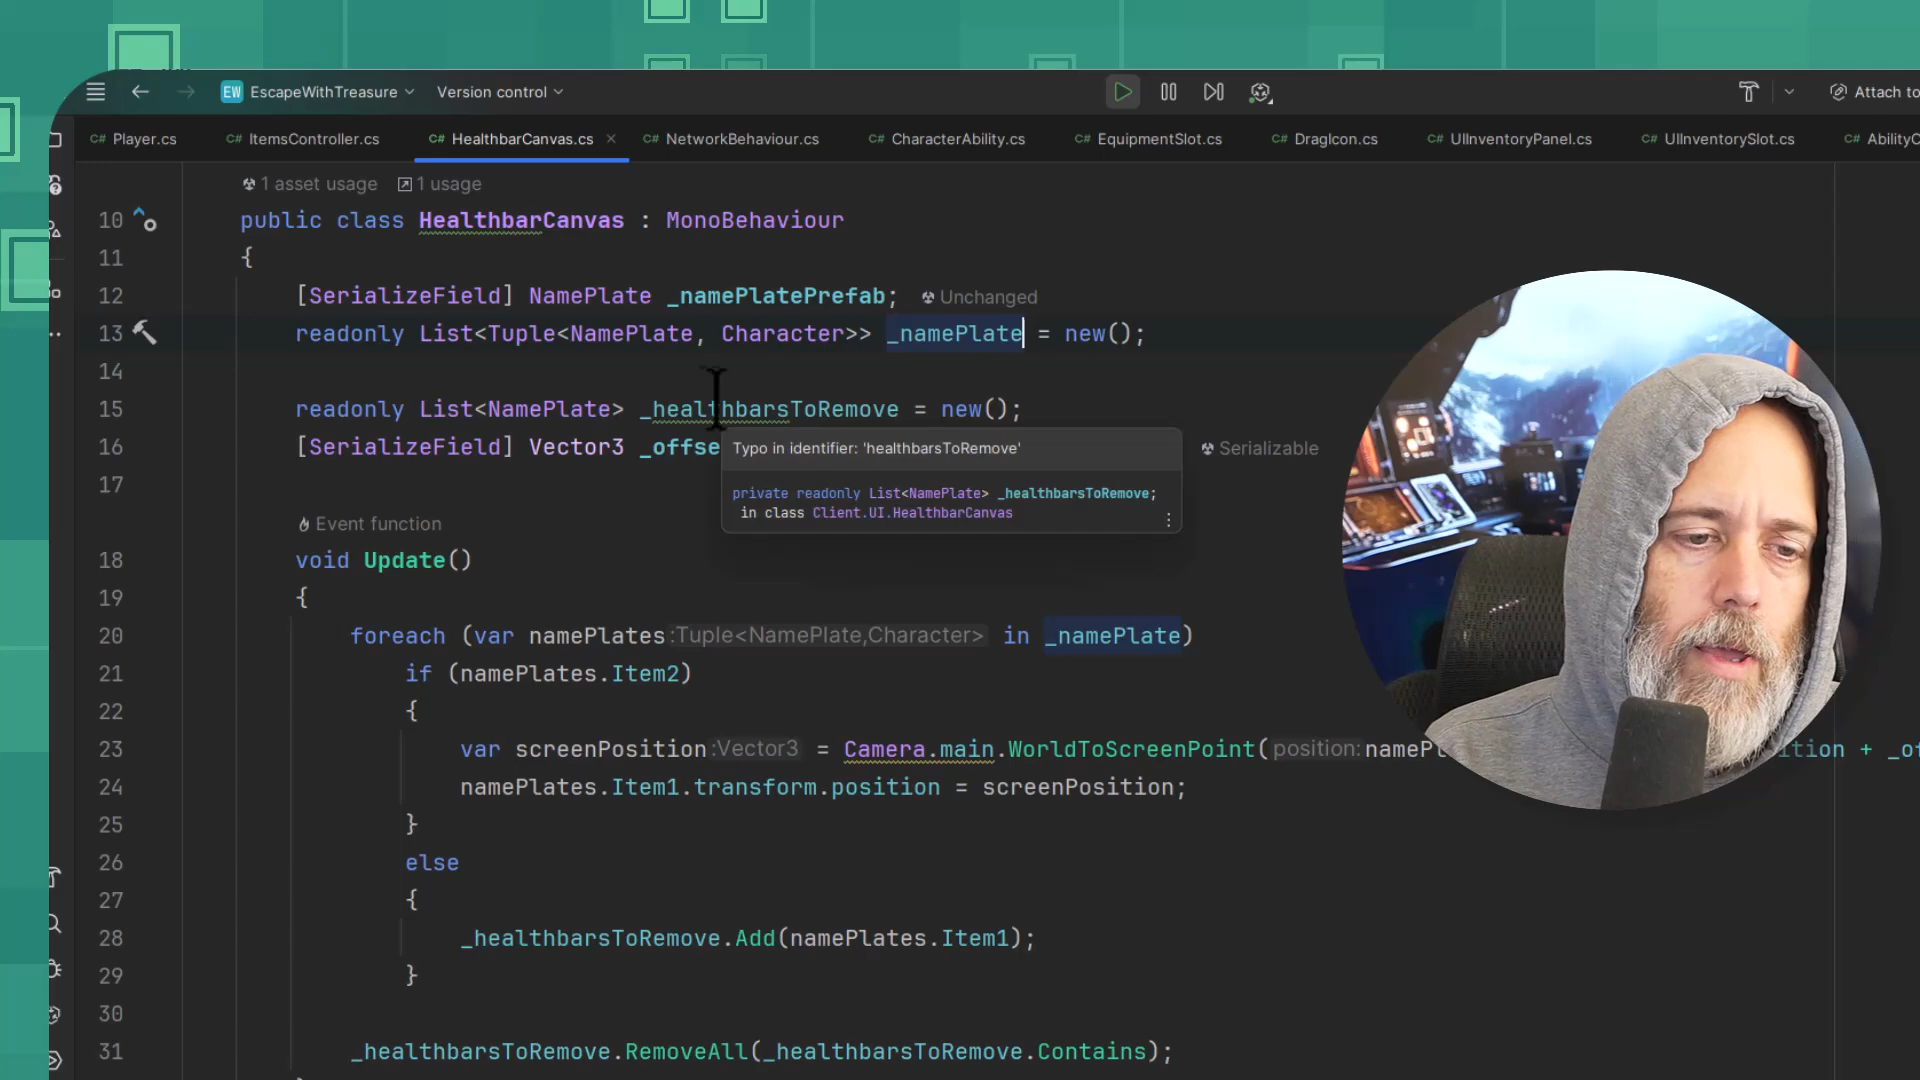 EW EscapeWithTreasure Version control Attach to
C# Player.cs C# ItemsController.cs C# HealthbarCanvas.cs C# NetworkBehaviour.cs C# CharacterAbility.cs C# EquipmentSlot.cs C# DragIcon.cs C# UIInventoryPanel.cs C# UIInventorySlot.cs C# AbilityC
1 asset usage 1 usage
10 public class HealthbarCanvas : MonoBehaviour
11 {
12 [SerializeField] NamePlate _namePlatePrefab; Unchanged
13 readonly List<Tuple<NamePlate, Character>> _namePlate = new();
14
15 readonly List<NamePlate> _healthbarsToRemove = new();
16 [SerializeField] Vector3 _offse Serializable
Typo in identifier: 'healthbarsToRemove'
private readonly List<NamePlate> _healthbarsToRemove;
in class Client.UI.HealthbarCanvas
17
Event function
18 void Update()
19 {
20 foreach (var namePlates :Tuple<NamePlate,Character> in _namePlate)
21 if (namePlates.Item2)
22 {
23 var screenPosition :Vector3 = Camera.main.WorldToScreenPoint( position: namePl ition + _of
24 namePlates.Item1.transform.position = screenPosition;
25 }
26 else
27 {
28 _healthbarsToRemove.Add(namePlates.Item1);
29 }
30
31 _healthbarsToRemove.RemoveAll(_healthbarsToRemove.Contains);